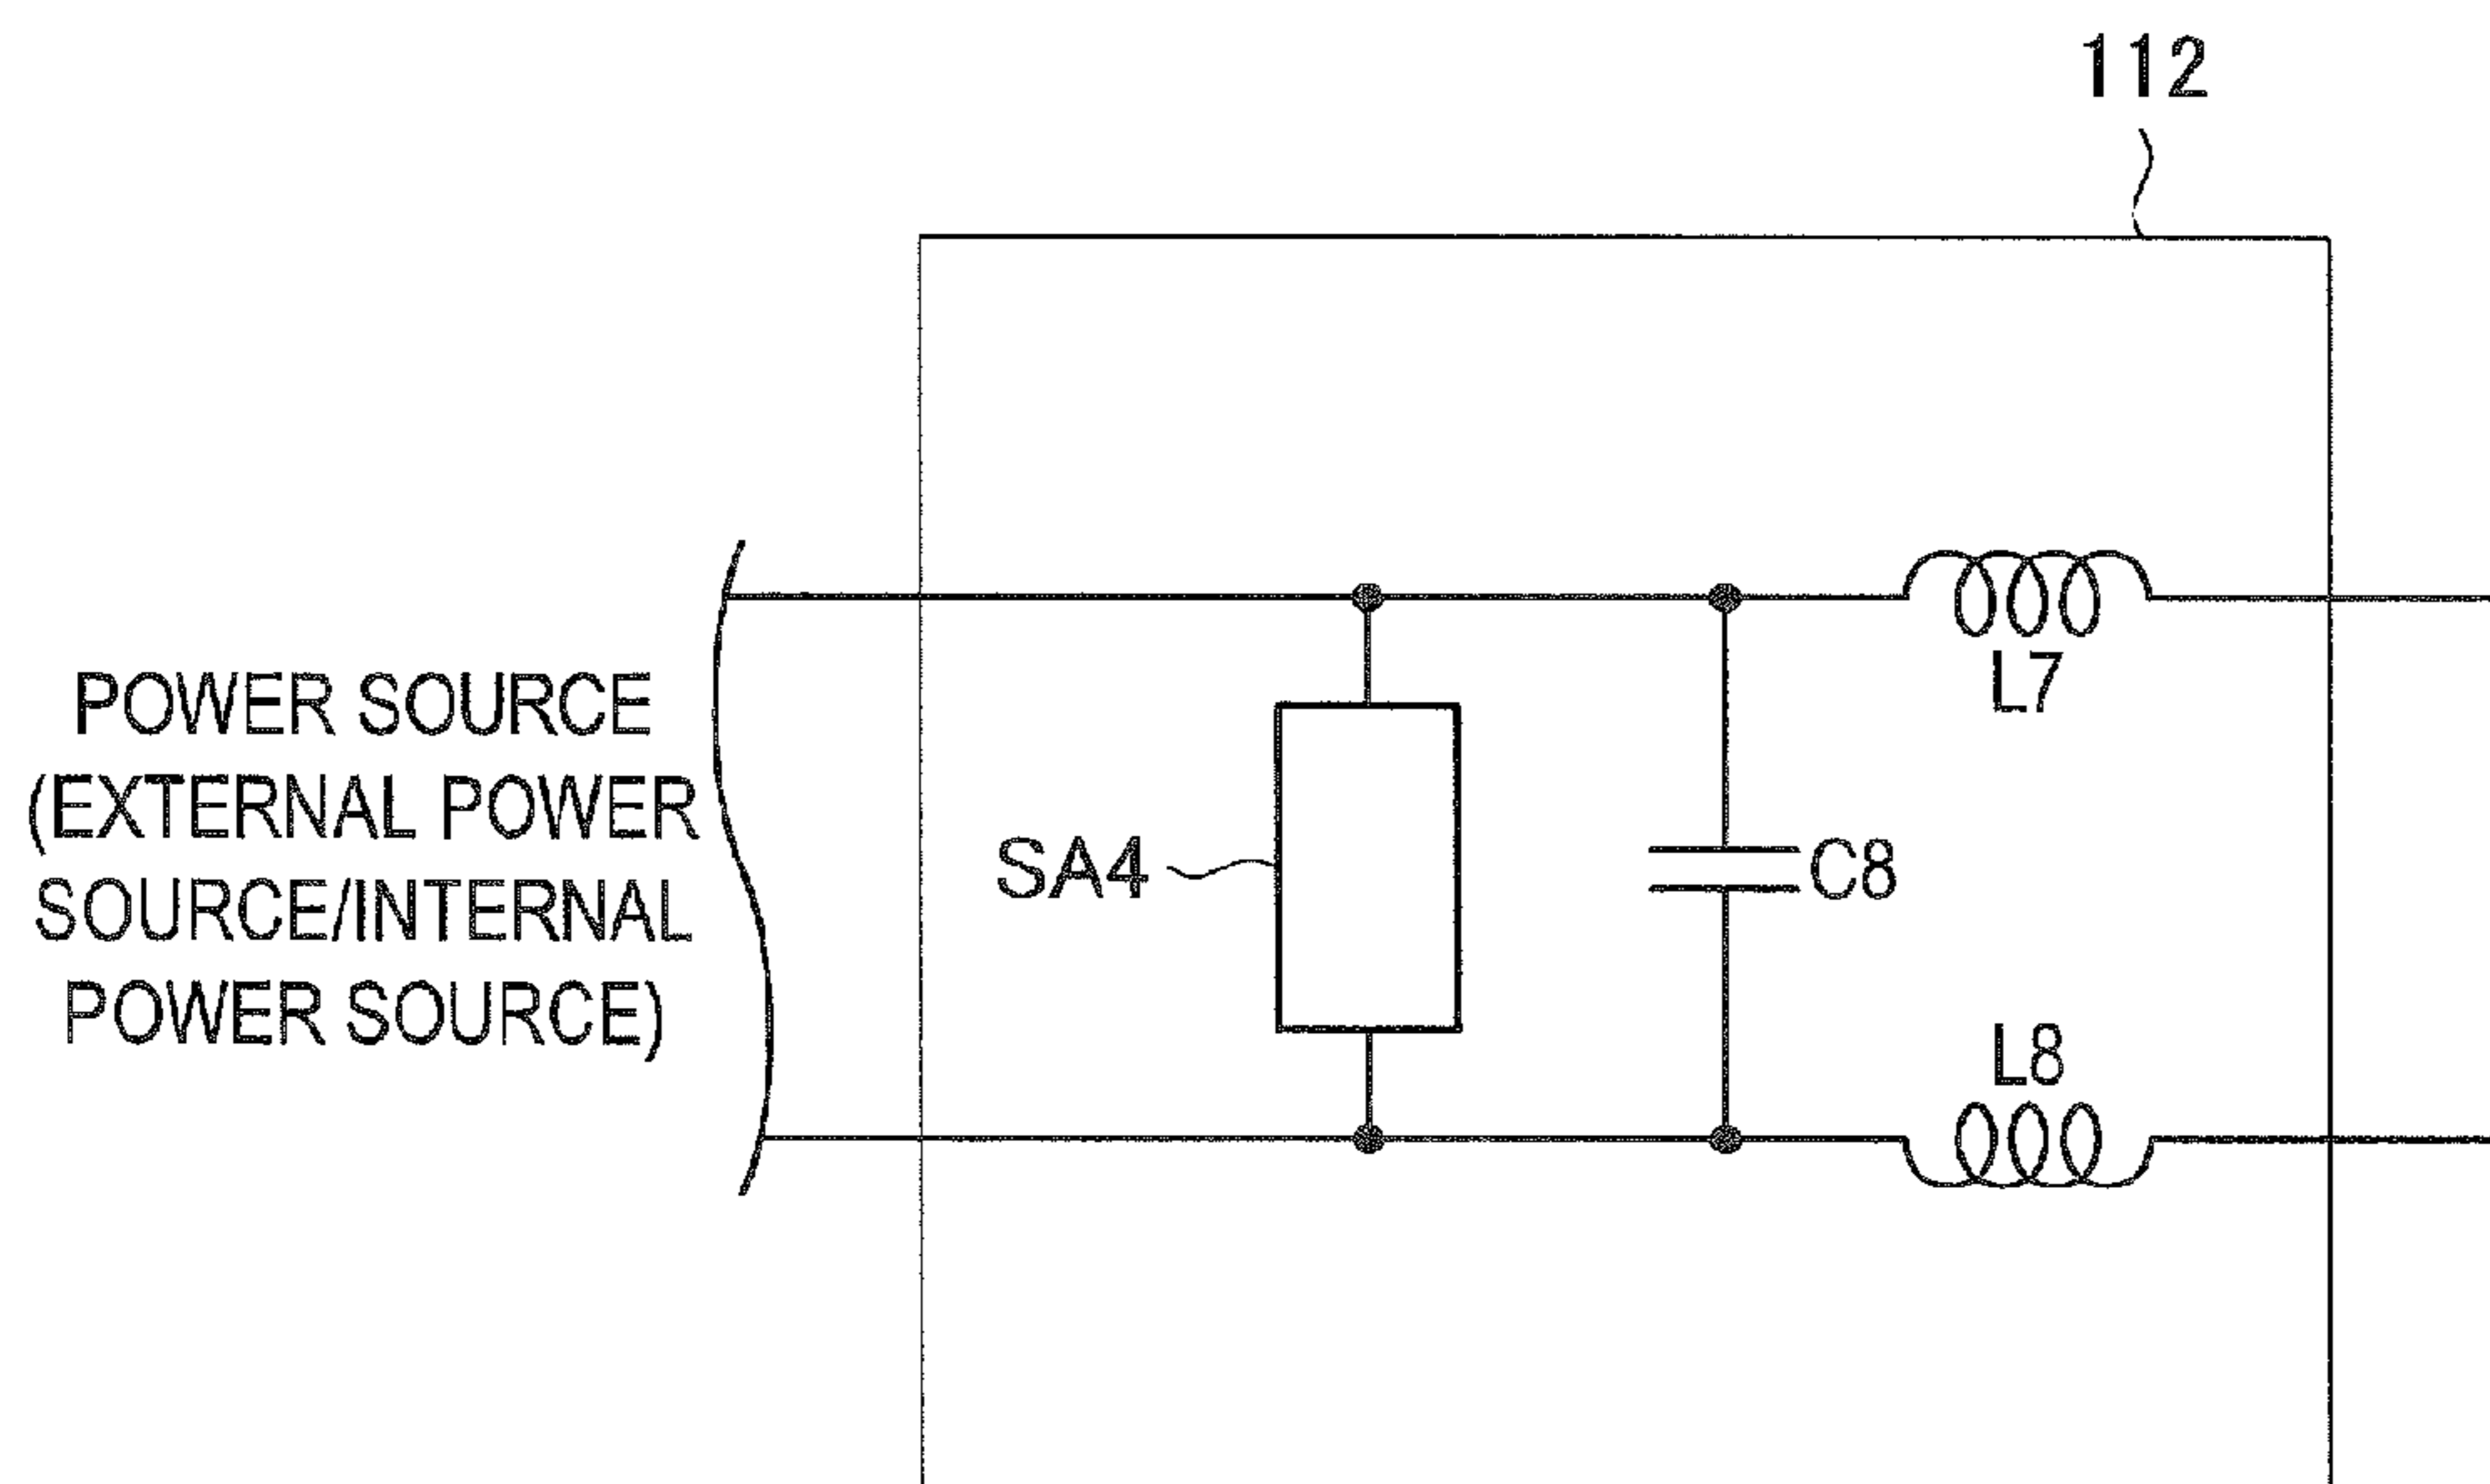 112
L7
POWER SOURCE
(EXTERNAL POWER
SOURCE/INTERNAL
POWER SOURCE)
SA4
C8
L8